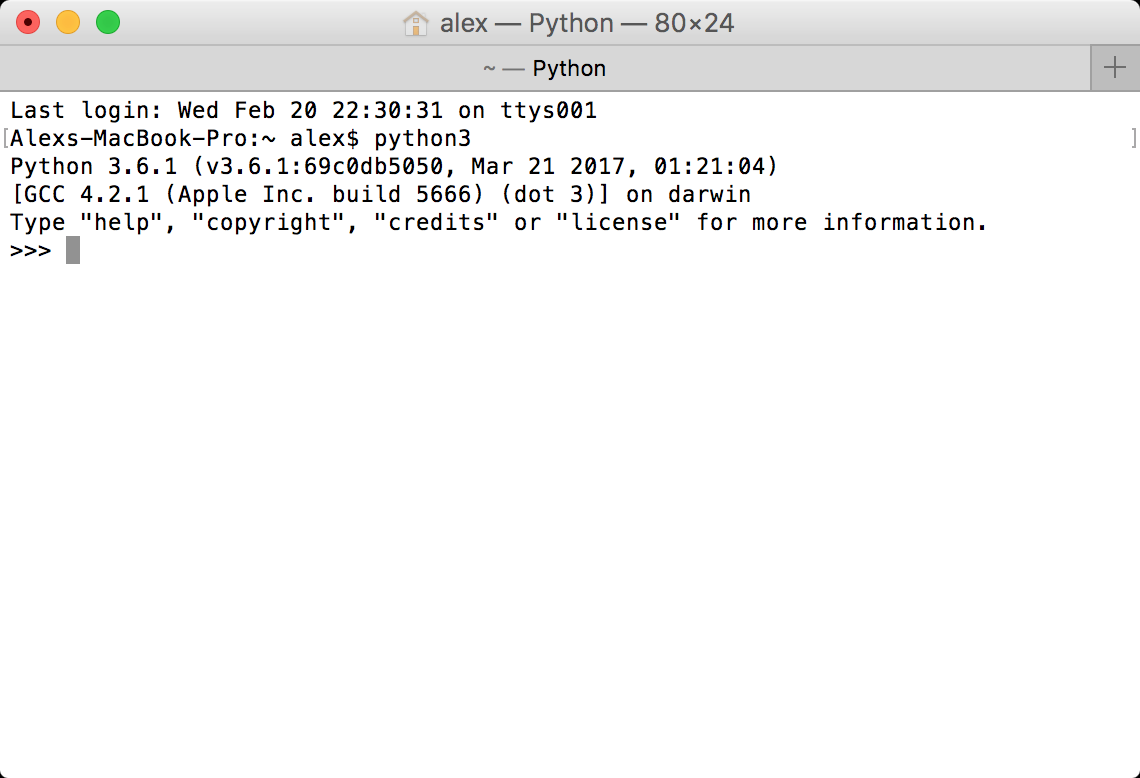 alex — Python — 80×24
~ — Python
Last login: Wed Feb 20 22:30:31 on ttys001
[Alexs-MacBook-Pro:~ alex$ python3 ]
Python 3.6.1 (v3.6.1:69c0db5050, Mar 21 2017, 01:21:04)
[GCC 4.2.1 (Apple Inc. build 5666) (dot 3)] on darwin
Type "help", "copyright", "credits" or "license" for more information.
>>>